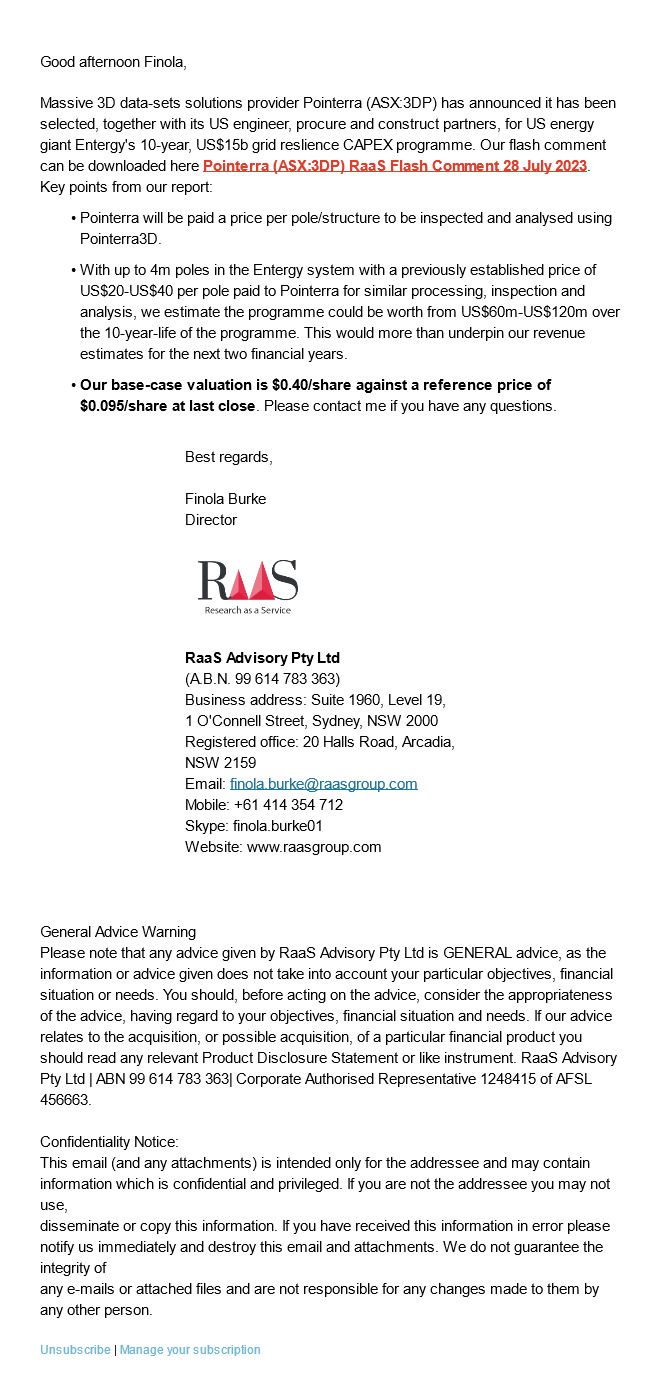 Good afternoon Finola,
Massive 3D data-sets solutions provider Pointerra (ASX:3DP) has announced it has been
selected, together with its US engineer, procure and construct partners, for US energy
giant Entergy's 10-year, US$15b grid reslience CAPEX programme. Our flash comment
can be downloaded here Pointerra (ASX:3DP) RaaS Flash Comment 28 July 2023.
Key points from our report:
• Pointerra will be paid a price per pole/structure to be inspected and analysed using
Pointerra3D.
• With up to 4m poles in the Entergy system with a previously established price of
US$20-US$40 per pole paid to Pointerra for similar processing, inspection and
analysis, we estimate the programme could be worth from US$60m-US$120m over
the 10-year-life of the programme. This would more than underpin our revenue
estimates for the next two financial years.
• Our base-case valuation is $0.40/share against a reference price of
$0.095/share at last close. Please contact me if you have any questions.
Best regards,
Finola Burke
Director
RAAS
Research as a Service
RaaS Advisory Pty Ltd
(A.B.N. 99 614 783 363)
Business address: Suite 1960, Level 19,
1 O'Connell Street, Sydney, NSW 2000
Registered office: 20 Halls Road, Arcadia,
NSW 2159
Email: finola.burke@raasgroup.com
Mobile: +61 414 354 712
Skype: finola.burke01
Website: www.raasgroup.com
General Advice Warning
Please note that any advice given by RaaS Advisory Pty Ltd is GENERAL advice, as the
information or advice given does not take into account your particular objectives, financial
situation or needs. You should, before acting on the advice, consider the appropriateness
of the advice, having regard to your objectives, financial situation and needs. If our advice
relates to the acquisition, or possible acquisition, of a particular financial product you
should read any relevant Product Disclosure Statement or like instrument. RaaS Advisory
Pty Ltd | ABN 99 614 783 363| Corporate Authorised Representative 1248415 of AFSL
456663.
Confidentiality Notice:
This email (and any attachments) is intended only for the addressee and may contain
information which is confidential and privileged. If you are not the addressee you may not
use,
disseminate or copy this information. If you have received this information in error please
notify us immediately and destroy this email and attachments. We do not guarantee the
integrity of
any e-mails or attached files and are not responsible for any changes made to them by
any other person.
Unsubscribe | Manage your subscription